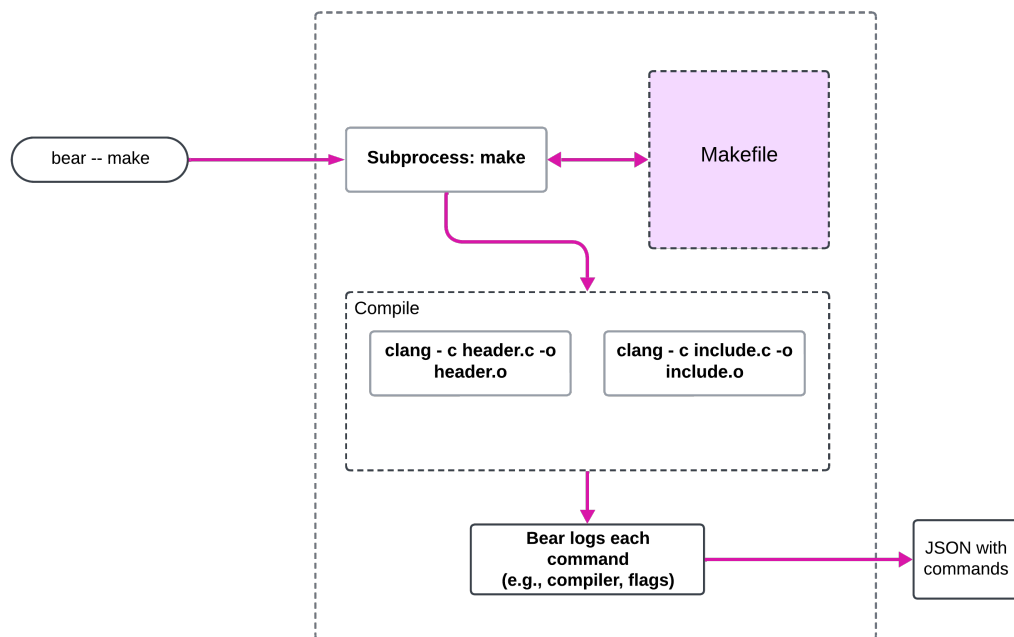 bear -- make
Subprocess: make
Makefile
Compile
clang - c header.c -o
header.o
clang - c include.c -o
include.o
Bear logs each
command
(e.g., compiler, flags)
JSON with
commands